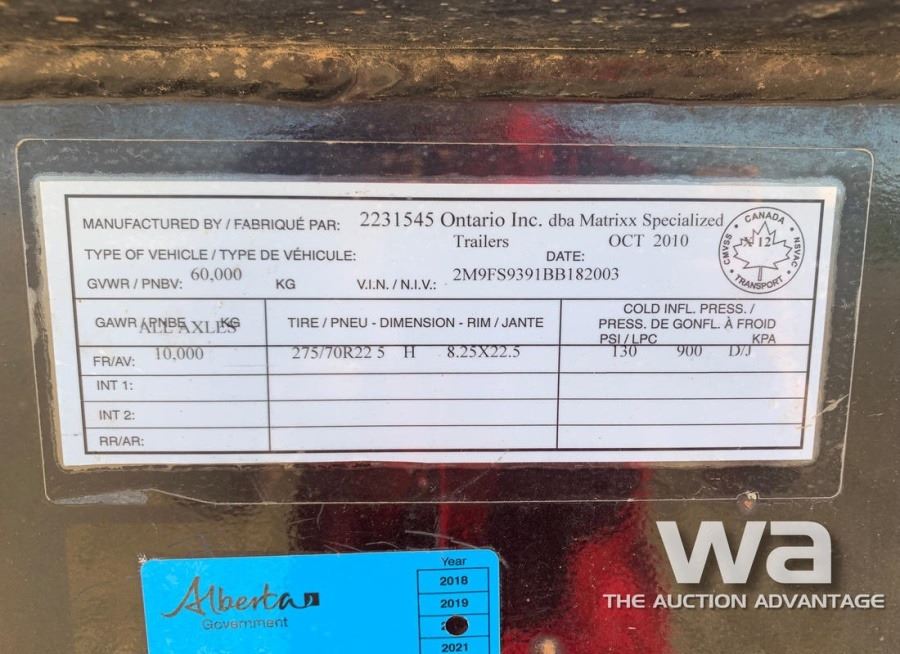 MANUFACTURED BY / FABRIQUÉ PAR: 2231545 Ontario Inc. dba Matrixx Specialized
Trailers OCT 2010
TYPE OF VEHICLE / TYPE DE VÉHICULE: DATE:
GVWR / PNBV: 60,000 KG V.I.N. / N.I.V.: 2M9FS9391BB182003
CANADA
CMVSS NSVAC
12
TRANSPORT
GAWR / PNBE KG TIRE / PNEU - DIMENSION - RIM / JANTE COLD INFL. PRESS. /
PRESS. DE GONFL. À FROID
ALL AXLES PSI / LPC KPA
FR/AV: 10,000 275/70R22 5 H 8.25X22.5 130 900 D/J
INT 1:
INT 2:
RR/AR:
Alberta
Government
Year
2018
2019
2021
wa
THE AUCTION ADVANTAGE